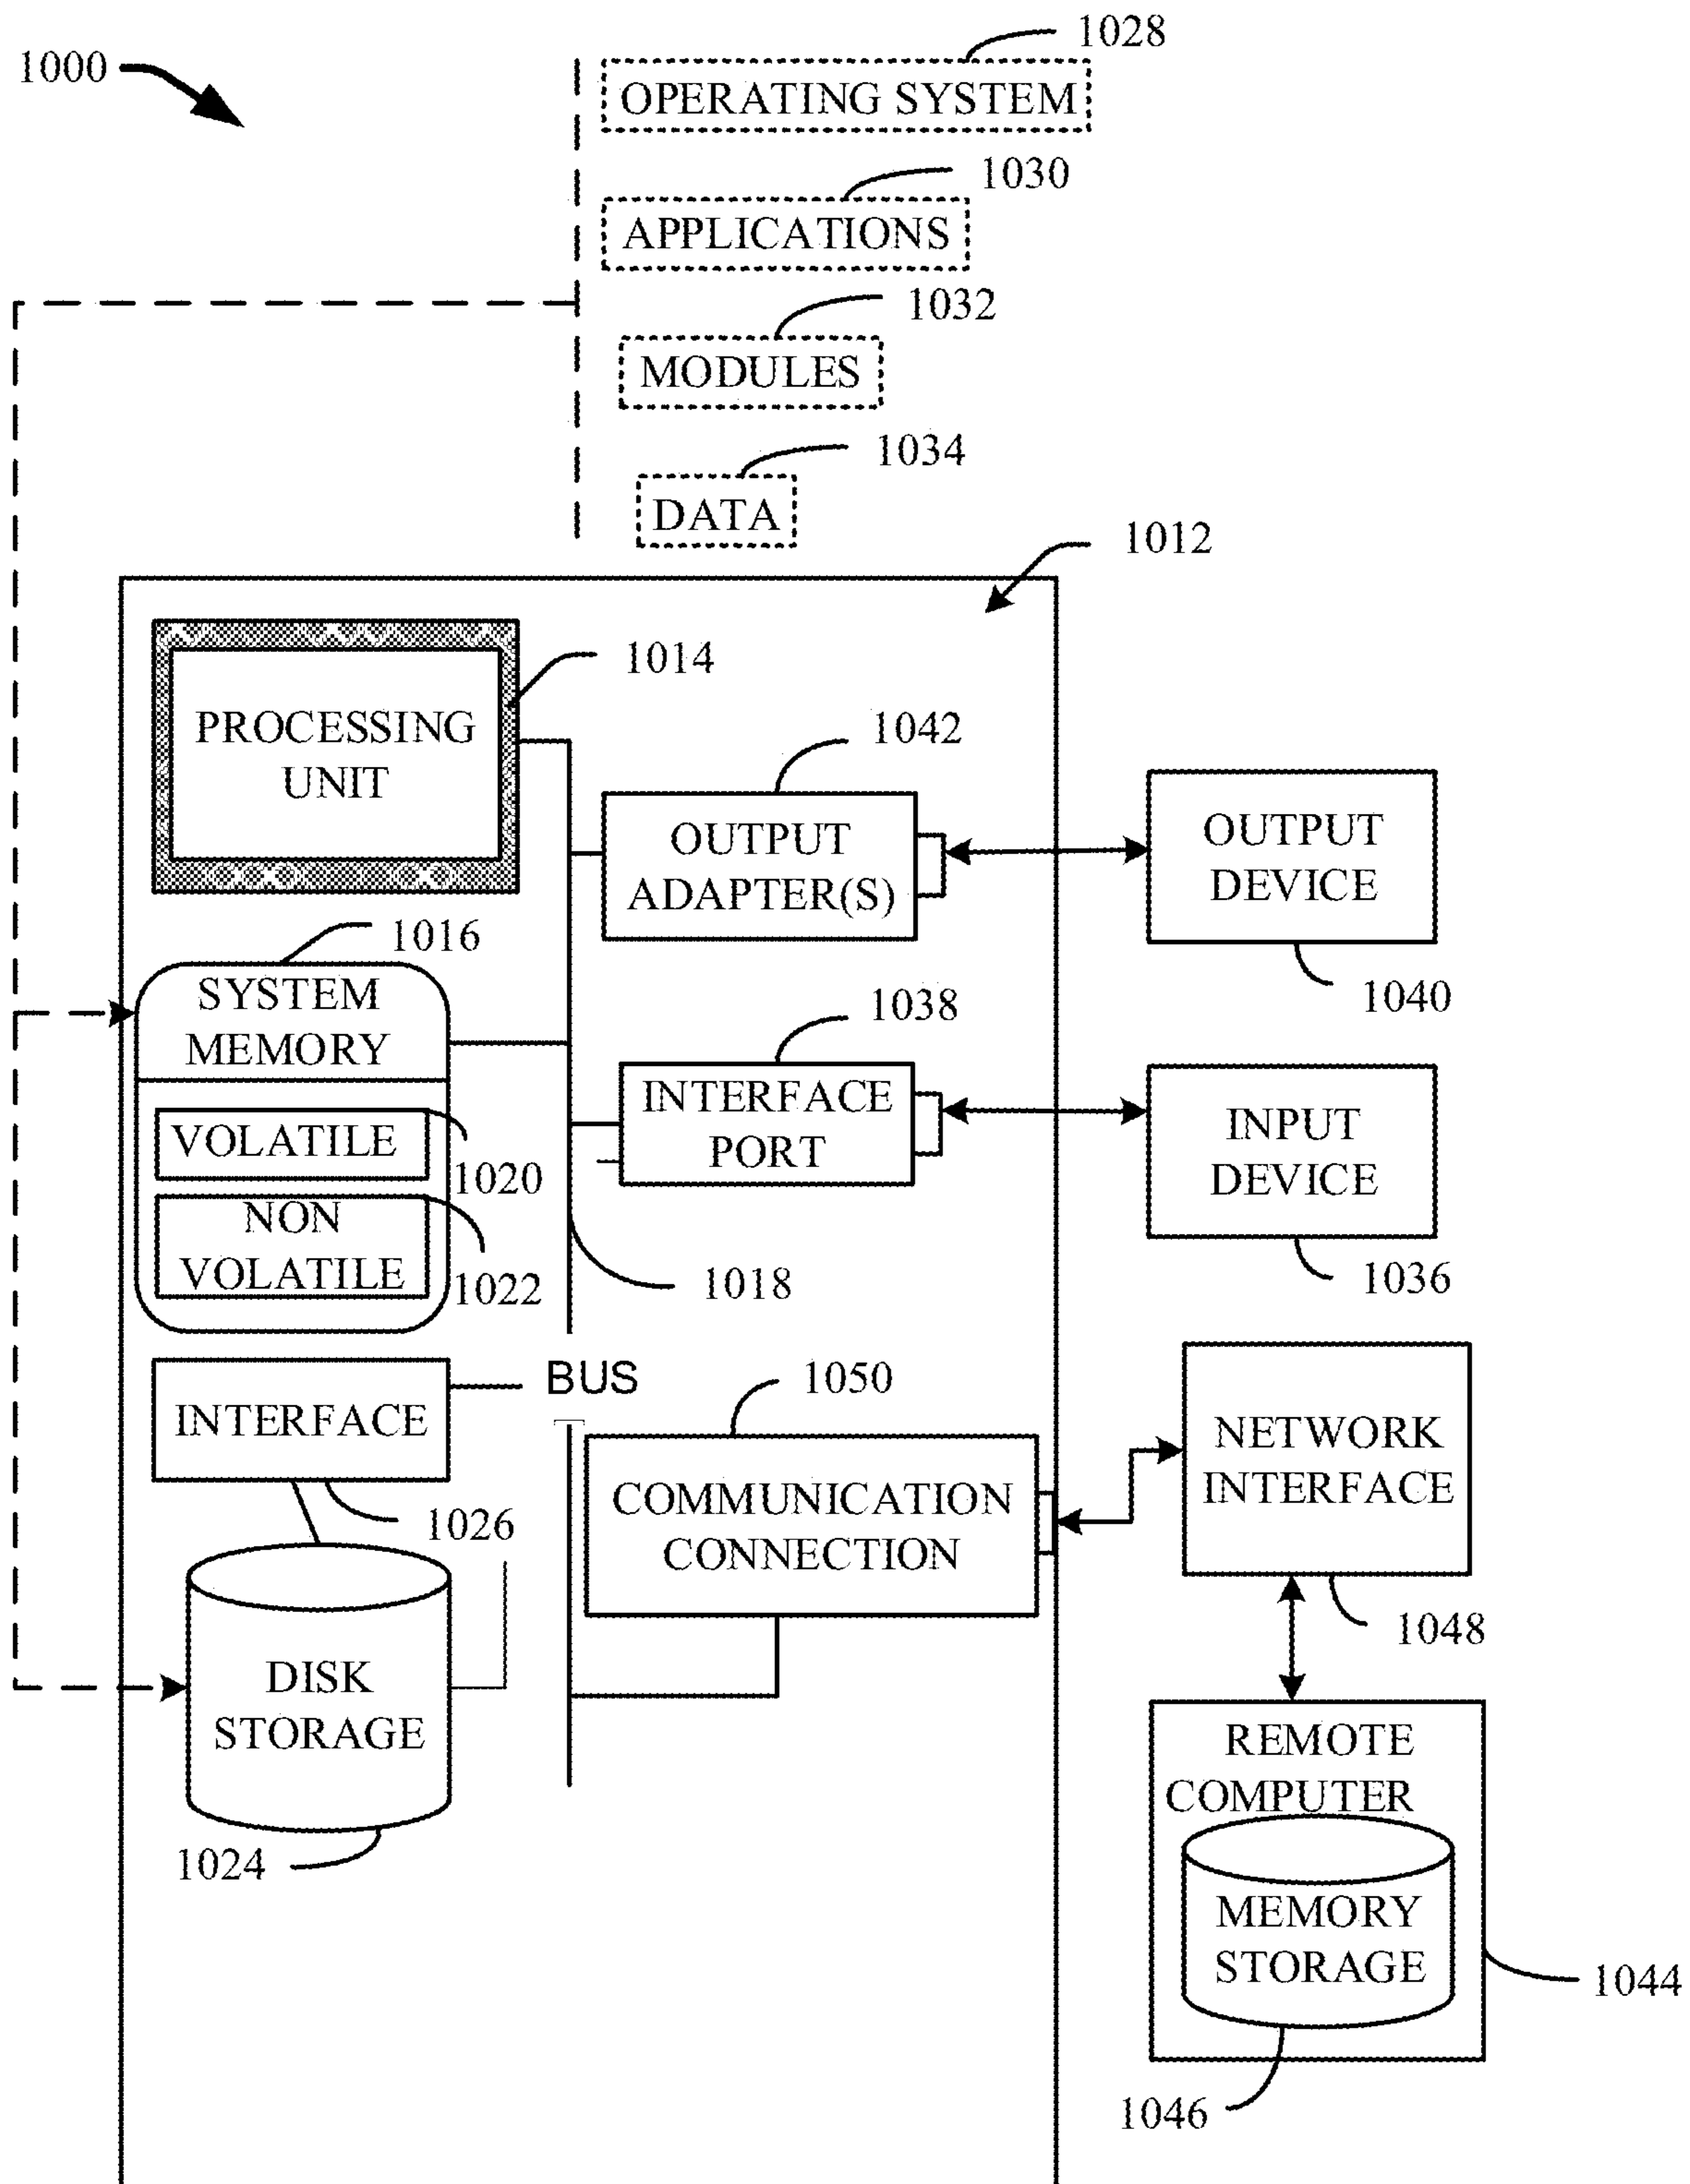 1028
1000
OPERATING SYSTEM
1030
APPLICATIONS
1032
MODULES
1034
DATA
1012
1014
PROCESSING
UNIT
1042
OUTPUT
ADAPTER(S)
OUTPUT
DEVICE
1040
1016
SYSTEM
MEMORY
1038
INTERFACE
PORT
INPUT
DEVICE
1036
VOLATILE
1020
NON
VOLATILE
1022
1018
BUS
INTERFACE
1026
1050
COMMUNICATION
CONNECTION
NETWORK
INTERFACE
1048
DISK
STORAGE
1024
REMOTE
COMPUTER
MEMORY
STORAGE
1044
1046